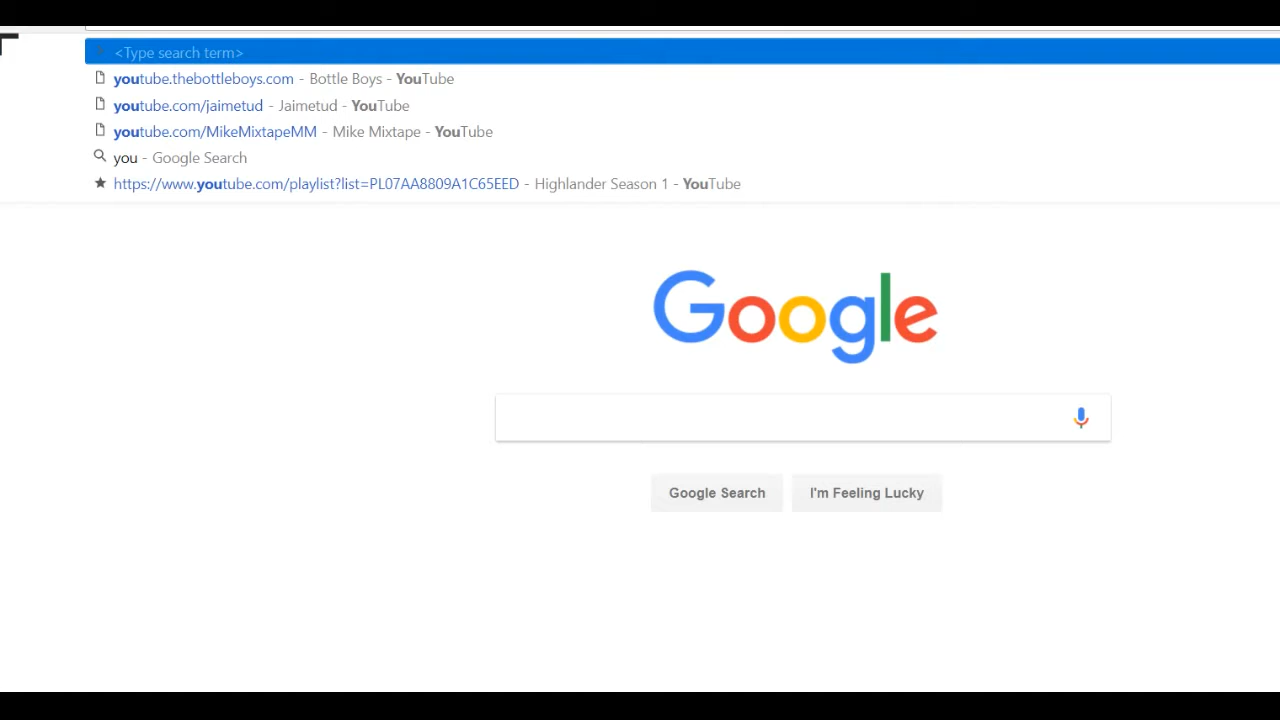 <Type search term>
youtube.thebottleboys.com - Bottle Boys - YouTube
youtube.com/jaimetud - Jaimetud - YouTube
youtube.com/MikeMixtapeMM - Mike Mixtape - YouTube
you - Google Search
https://www.youtube.com/playlist?list=PL07AA8809A1C65EED - Highlander Season 1 - YouTube
Google
Google Search
I'm Feeling Lucky